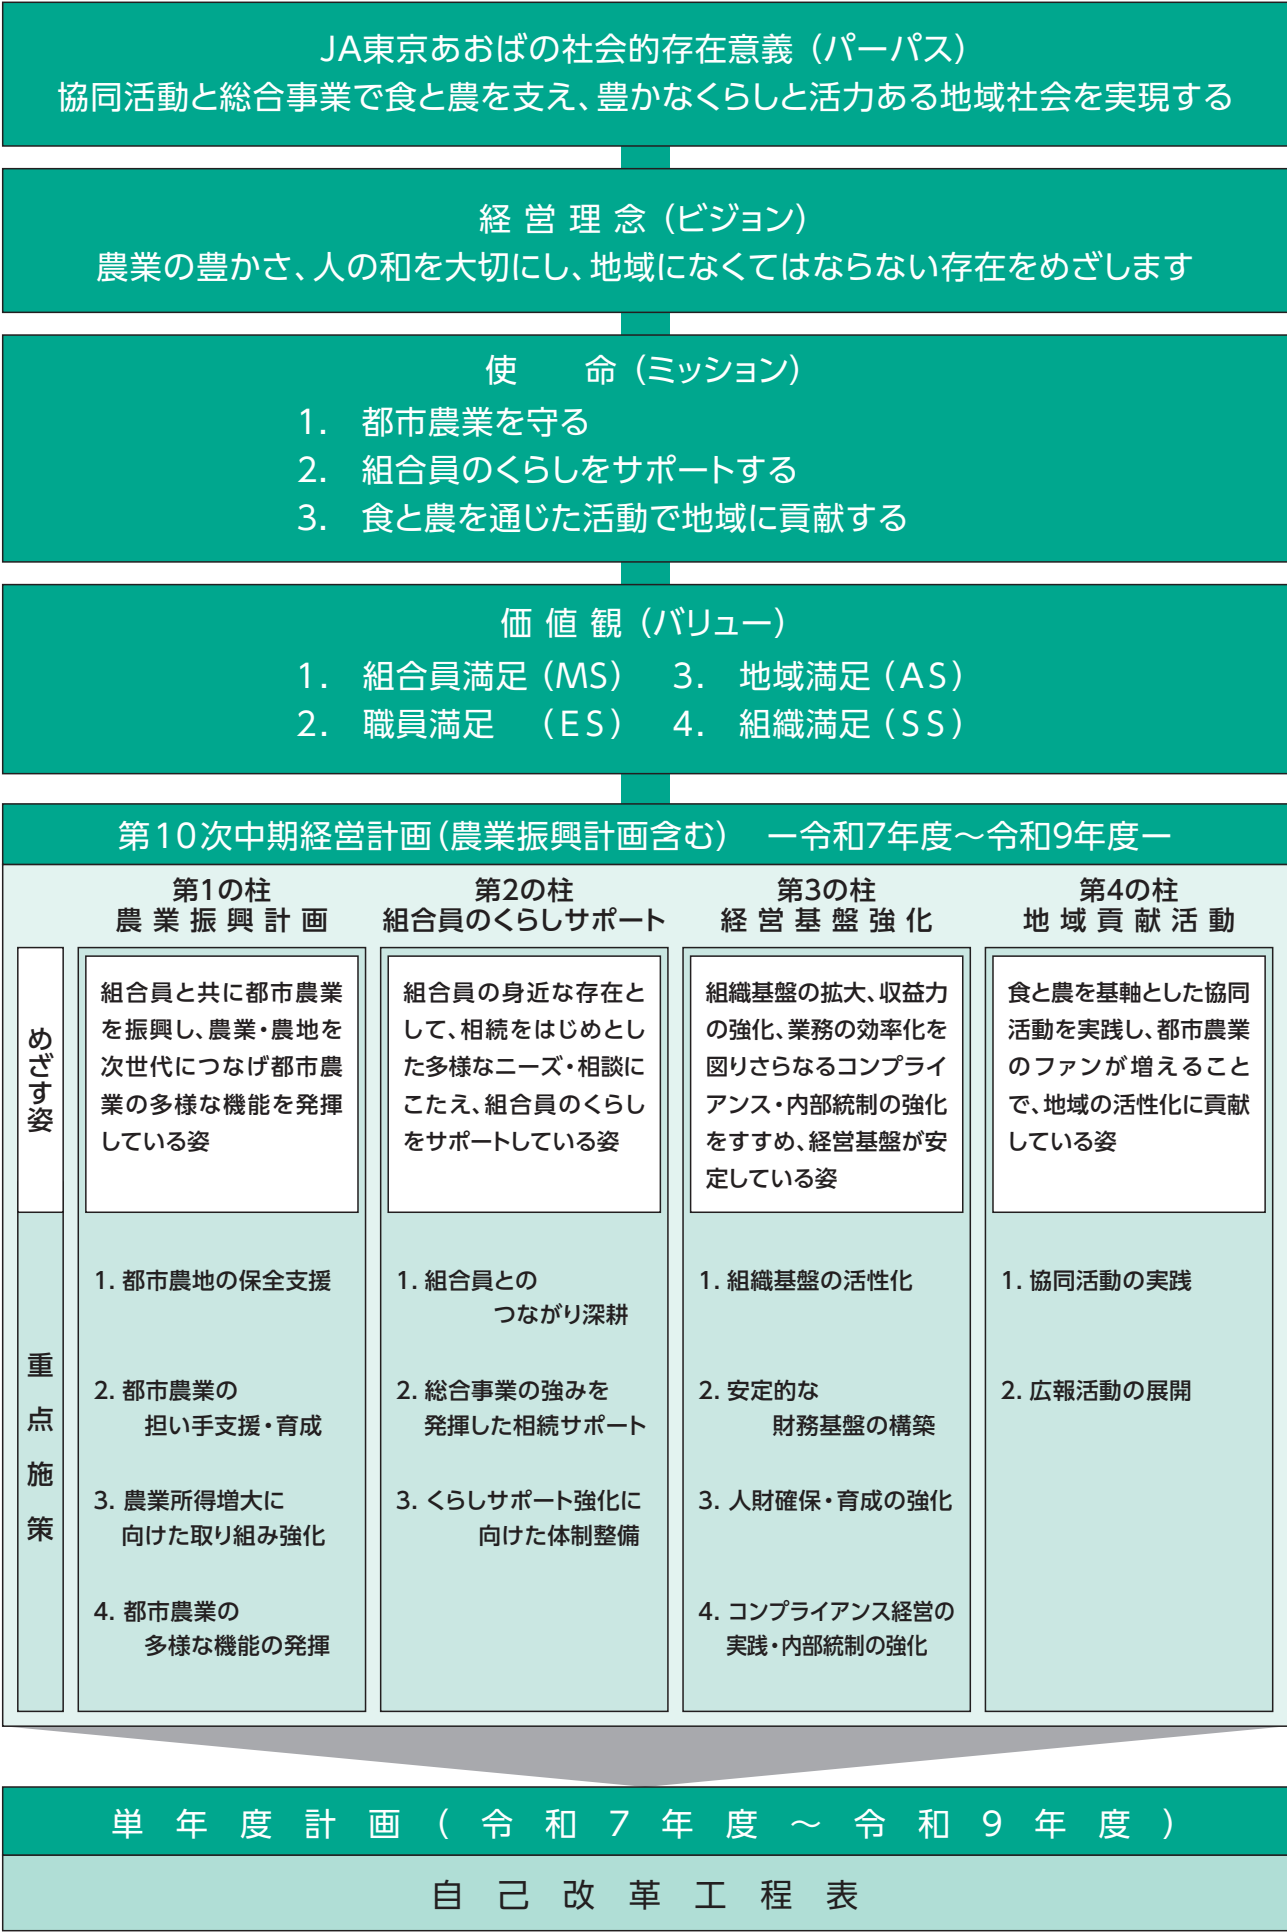 JA東京あおばの社会的存在意義（パーパス）
協同活動と総合事業で食と農を支え、豊かなくらしと活力ある地域社会を実現する
経営理念（ビジョン）
農業の豊かさ、人の和を大切にし、地域になくてはならない存在をめざします
使　命（ミッション）
1.　都市農業を守る
2.　組合員のくらしをサポートする
3.　食と農を通じた活動で地域に貢献する
価値観（バリュー）
1.　組合員満足（MS）　3.　地域満足（AS）
2.　職員満足　（ES）　4.　組織満足（SS）
第10次中期経営計画（農業振興計画含む）　ー令和7年度～令和9年度ー
第1の柱
農業振興計画
第2の柱
組合員のくらしサポート
第3の柱
経営基盤強化
第4の柱
地域貢献活動
めざす姿
組合員と共に都市農業
を振興し、農業・農地を
次世代につなげ都市農
業の多様な機能を発揮
している姿
組合員の身近な存在と
して、相続をはじめとし
た多様なニーズ・相談に
こたえ、組合員のくらし
をサポートしている姿
組織基盤の拡大、収益力
の強化、業務の効率化を
図りさらなるコンプライ
アンス・内部統制の強化
をすすめ、経営基盤が安
定している姿
食と農を基軸とした協同
活動を実践し、都市農業
のファンが増えること
で、地域の活性化に貢献
している姿
重点施策
1. 都市農地の保全支援
2. 都市農業の
担い手支援・育成
3. 農業所得増大に
向けた取り組み強化
4. 都市農業の
多様な機能の発揮
1. 組合員との
つながり深耕
2. 総合事業の強みを
発揮した相続サポート
3. くらしサポート強化に
向けた体制整備
1. 組織基盤の活性化
2. 安定的な
財務基盤の構築
3. 人財確保・育成の強化
4. コンプライアンス経営の
実践・内部統制の強化
1. 協同活動の実践
2. 広報活動の展開
単年度計画（令和7年度～令和9年度）
自己改革工程表